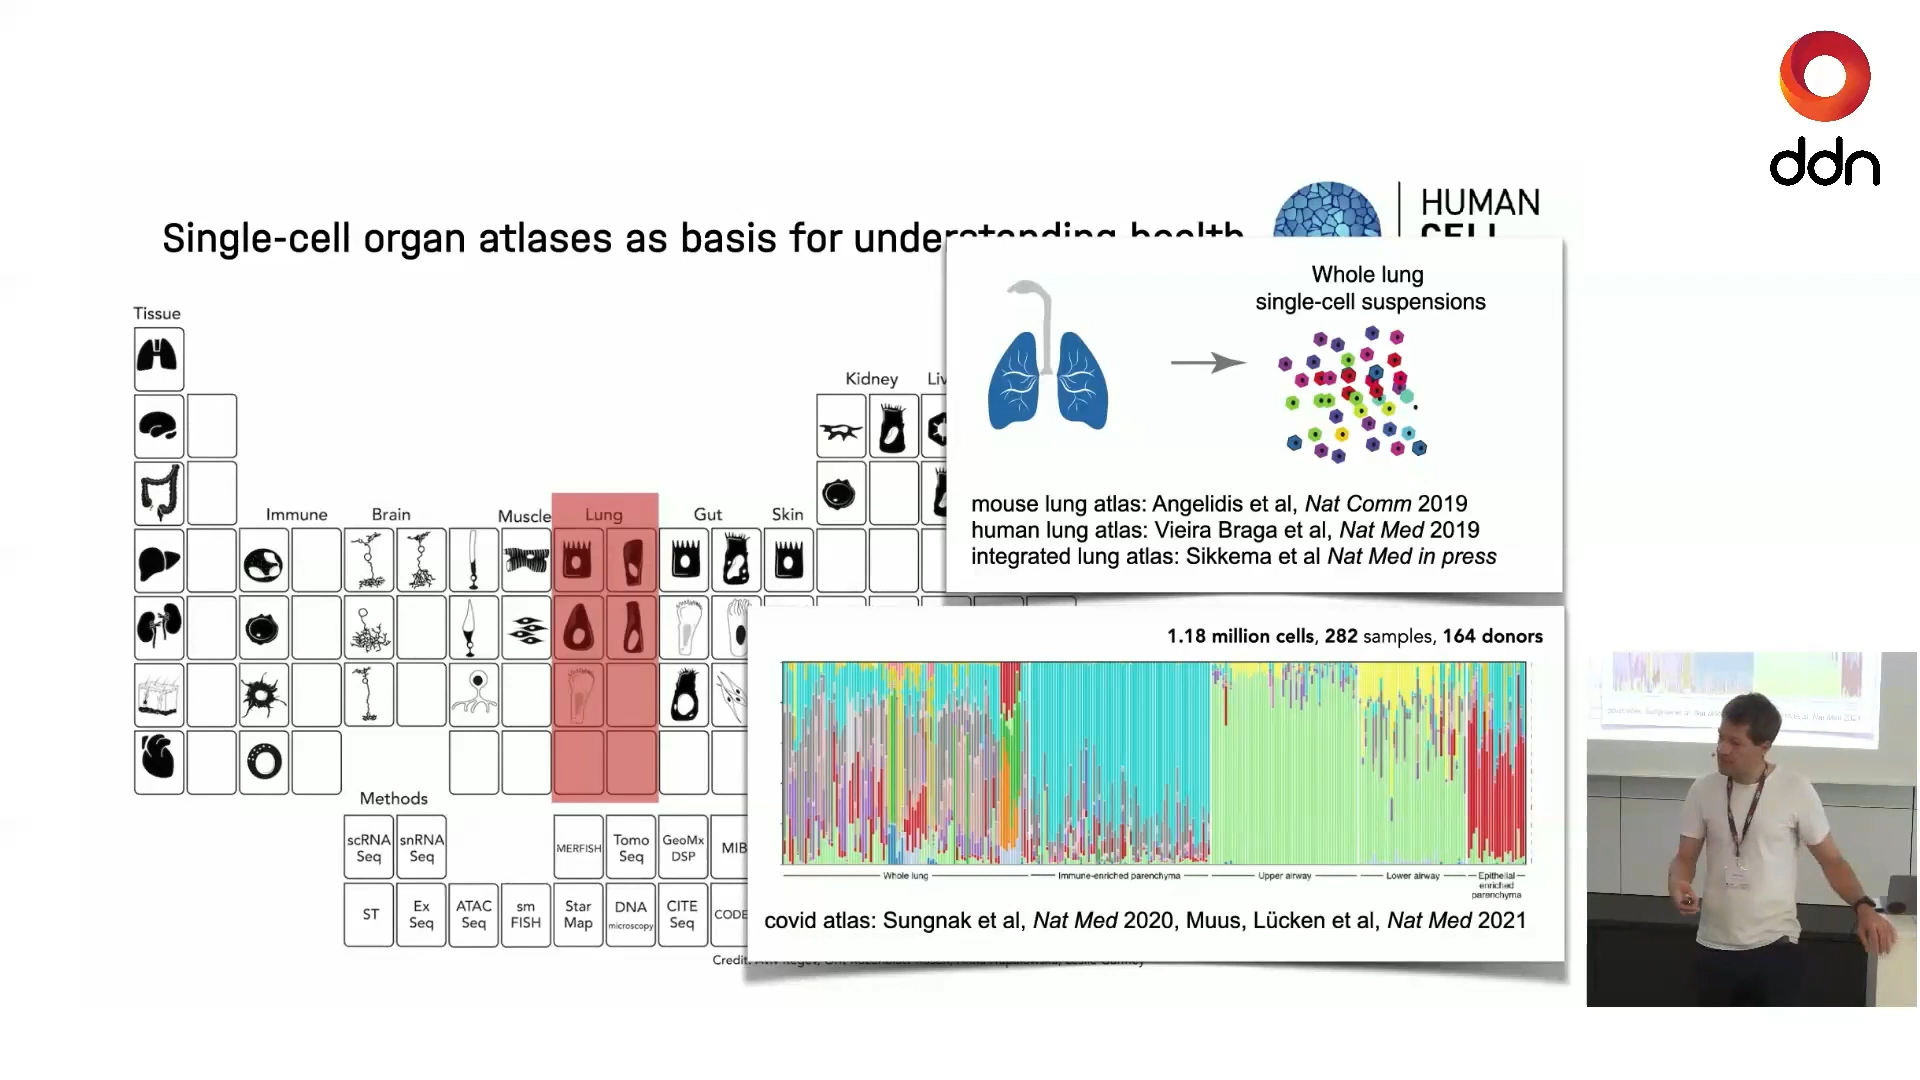 ddn
HUMAN
CELL
Single-cell organ atlases as basis for understanding health
Whole lung
single-cell suspensions
Tissue
Kidney
Liv
mouse lung atlas: Angelidis et al, Nat Comm 2019
human lung atlas: Vieira Braga et al, Nat Med 2019
integrated lung atlas: Sikkema et al Nat Med in press
Immune
Brain
Muscle
Lung
Gut
Skin
1.18 million cells, 282 samples, 164 donors
Whole lung
Immune-enriched parenchyma
Upper airway
Lower airway
Epithelial
enriched
parenchyma
covid atlas: Sungnak et al, Nat Med 2020, Muus, Lücken et al, Nat Med 2021
Methods
scRNA
Seq
snRNA
Seq
MERFISH
Tomo
Seq
GeoMx
DSP
MIB
ST
Ex
Seq
ATAC
Seq
sm
FISH
Star
Map
DNA
microscopy
CITE
Seq
CODE
Credit: